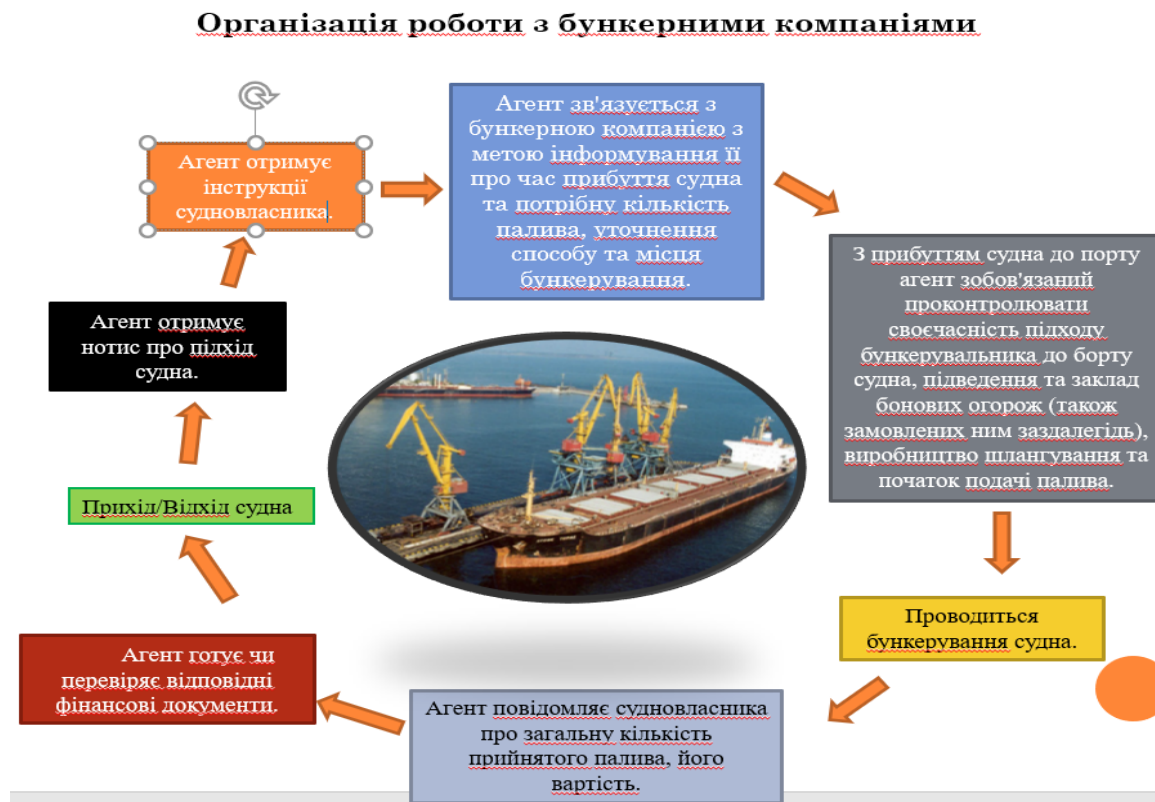 Організація роботи з бункерними компаніями
Агент отримує
інструкції
судновласника.
Агент зв'язується з
бункерною компанією з
метою інформування її
про час прибуття судна
та потрібну кількість
палива, уточнення
способу та місця
бункерування.
З прибуттям судна до порту
агент зобов'язаний
проконтролювати
своєчасність підходу
бункерувальника до борту
судна, підведення та заклад
бонових огорож (також
замовлених ним заздалегідь),
виробництво шлангування та
початок подачі палива.
Проводиться
бункерування судна.
Агент повідомляє судновласника
про загальну кількість
прийнятого палива, його
вартість.
Агент готує чи
перевіряє відповідні
фінансові документи.
Прихід/Відхід судна
Агент отримує
нотис про підхід
судна.